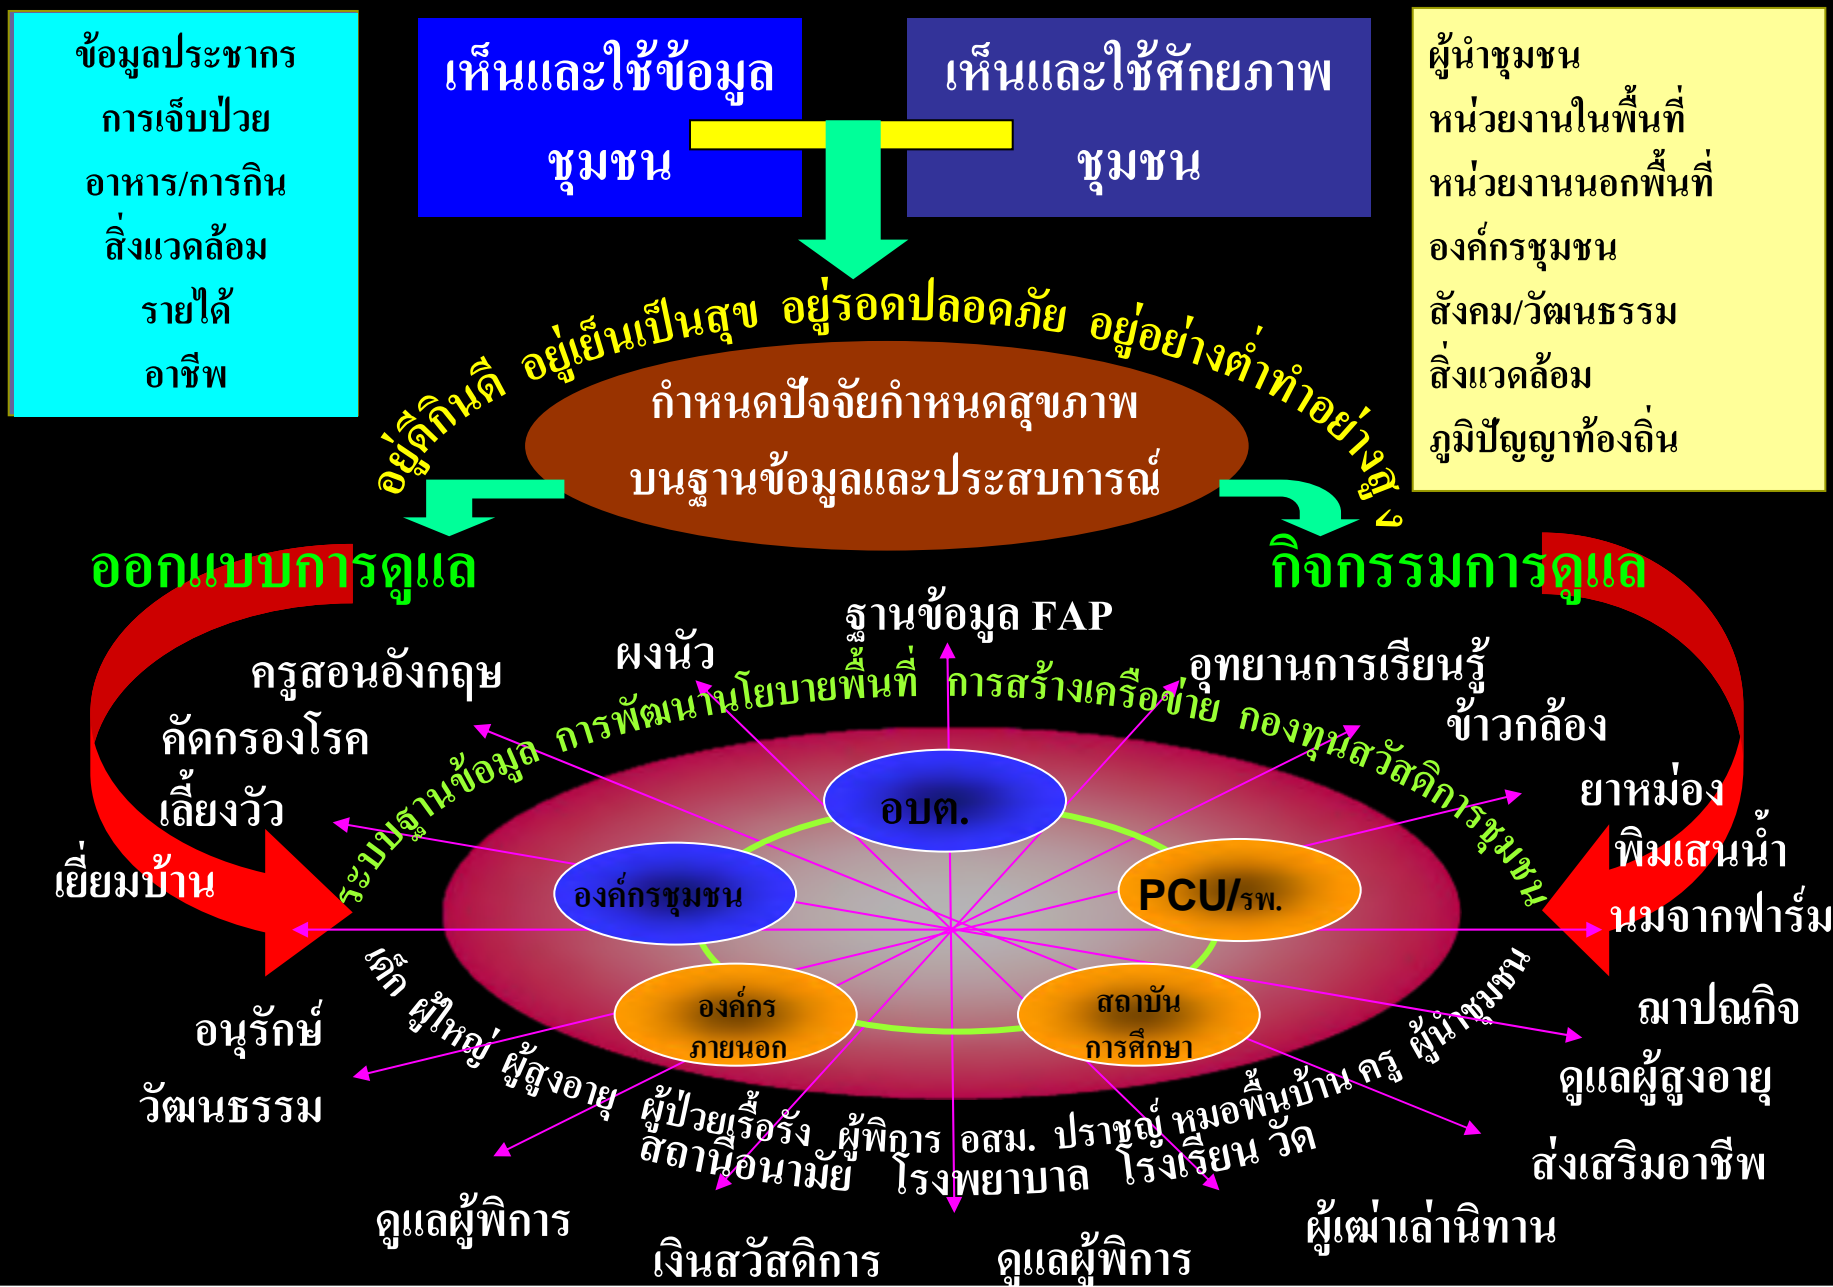 ข้อมูลประชากร
การเจ็บป่วย
อาหาร/การกิน
สิ่งแวดล้อม
รายได้
อาชีพ
เห็นและใช้ข้อมูล
ชุมชน
เห็นและใช้ศักยภาพ
ชุมชน
ผู้นำชุมชน
หน่วยงานในพื้นที่
หน่วยงานนอกพื้นที่
องค์กรชุมชน
สังคม/วัฒนธรรม
สิ่งแวดล้อม
ภูมิปัญญาท้องถิ่น
อยู่ดีกินดี อยู่เย็นเป็นสุข อยู่รอดปลอดภัย อยู่อย่างต่ำทำอย่างสูง
กำหนดปัจจัยกำหนดสุขภาพ
บนฐานข้อมูลและประสบการณ์
ออกแบบการดูแล
กิจกรรมการดูแล
ฐานข้อมูล FAP
ผงนัว
อุทยานการเรียนรู้
ครูสอนอังกฤษ
ข้าวกล้อง
คัดกรองโรค
ยาหม่อง
เลี้ยงวัว
พิมเสนน้ำ
เยี่ยมบ้าน
นมจากฟาร์ม
ระบบฐานข้อมูล การพัฒนานโยบายพื้นที่ การสร้างเครือข่าย กองทุนสวัสดิการชุมชน
อบต.
องค์กรชุมชน
PCU/รพ.
องค์กร
ภายนอก
สถาบัน
การศึกษา
เด็ก ผู้ใหญ่ ผู้สูงอายุ ผู้ป่วยเรื้อรัง ผู้พิการ อสม. ปราชญ์ หมอพื้นบ้าน ครู ผู้นำชุมชน
สถานีอนามัย โรงพยาบาล โรงเรียน วัด
อนุรักษ์
วัฒนธรรม
ฌาปณกิจ
ดูแลผู้สูงอายุ
ส่งเสริมอาชีพ
ดูแลผู้พิการ
ผู้เฒ่าเล่านิทาน
เงินสวัสดิการ
ดูแลผู้พิการ